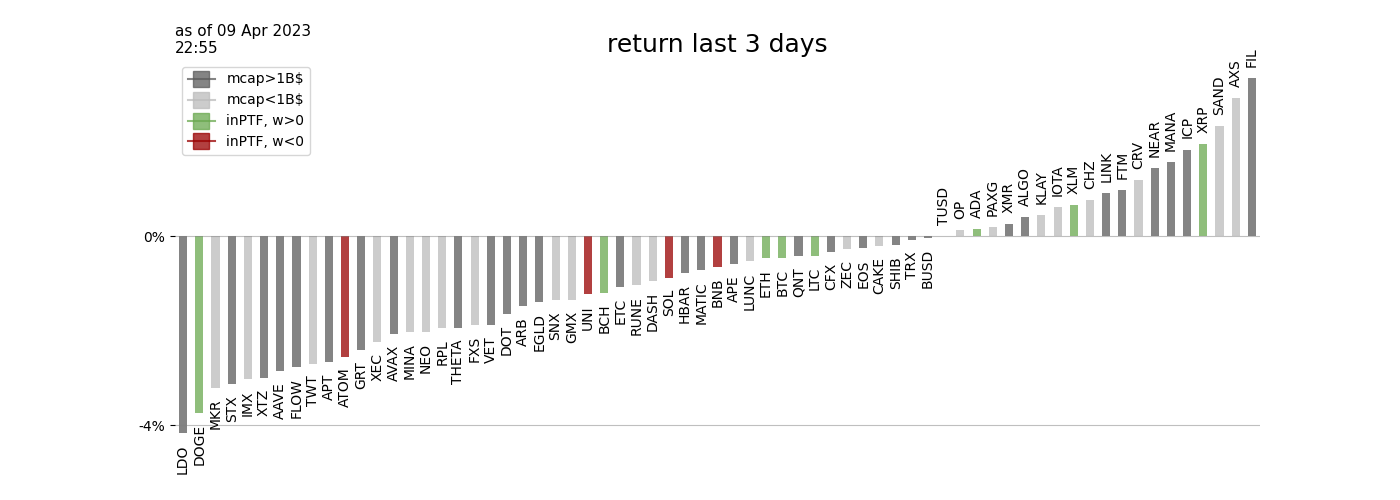 as of 09 Apr 2023
22:55
return last 3 days
mcap>1B$
mcap<1B$
inPTF, w>0
inPTF, w<0
0%
-4%
LDO
DOGE
MKR
STX
IMX
XTZ
AAVE
FLOW
TWT
APT
ATOM
GRT
XEC
AVAX
MINA
NEO
RPL
THETA
FXS
VET
DOT
ARB
EGLD
SNX
GMX
UNI
BCH
ETC
RUNE
DASH
SOL
HBAR
MATIC
BNB
APE
LUNC
ETH
BTC
QNT
LTC
CFX
ZEC
EOS
CAKE
SHIB
TRX
BUSD
TUSD
OP
ADA
PAXG
XMR
ALGO
KLAY
IOTA
XLM
CHZ
LINK
FTM
CRV
NEAR
MANA
ICP
XRP
SAND
AXS
FIL